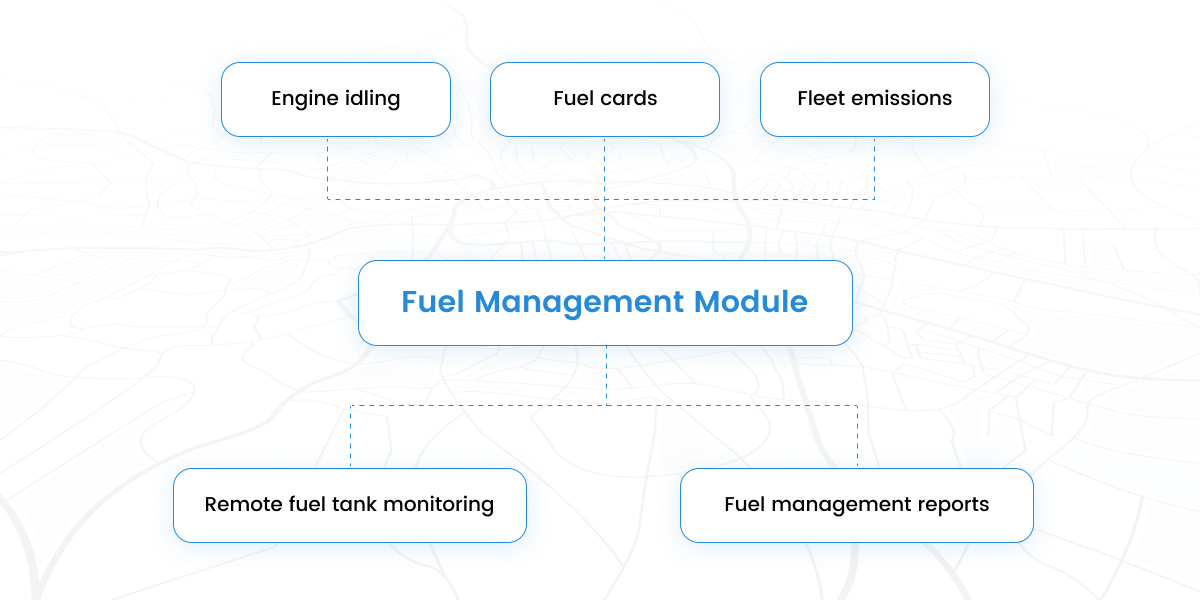 Engine idling
Fuel cards
Fleet emissions
Fuel Management Module
Remote fuel tank monitoring
Fuel management reports